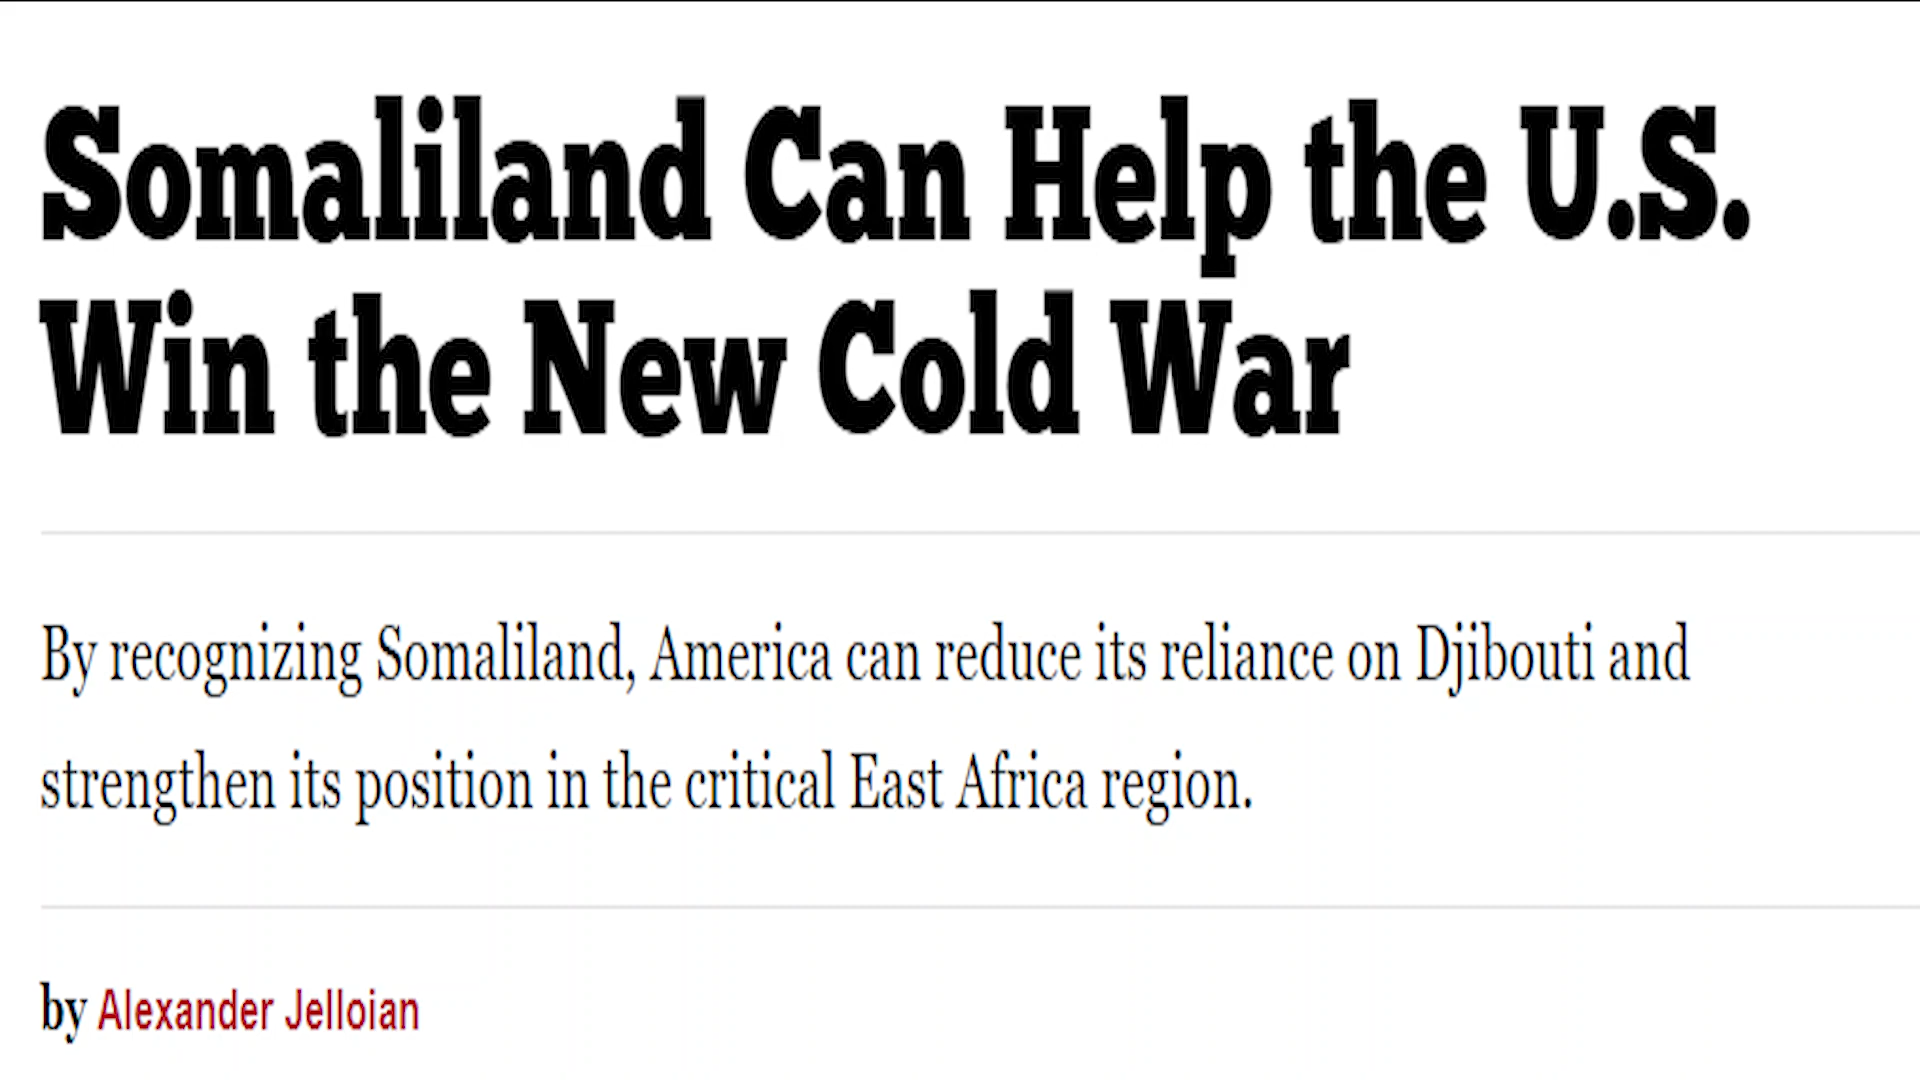 Somaliland Can Help the U.S.
Win the New Cold War
By recognizing Somaliland, America can reduce its reliance on Djibouti and
strengthen its position in the critical East Africa region.
by Alexander Jelloian